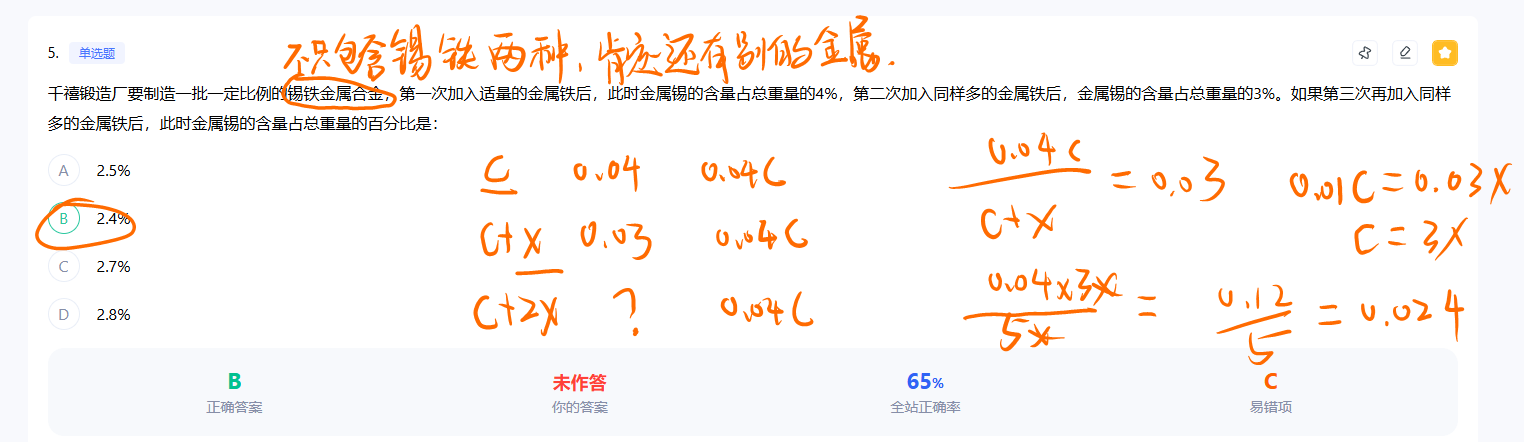 不只包含锡铁两种,肯定还有别的金属.
5. 单选题
千禧锻造厂要制造一批一定比例的锡铁金属合金,第一次加入适量的金属铁后,此时金属锡的含量占总重量的4%,第二次加入同样多的金属铁后,金属锡的含量占总重量的3%。如果第三次再加入同样
多的金属铁后,此时金属锡的含量占总重量的百分比是:
A 2.5%
B 2.4%
C 2.7%
D 2.8%
C 0.04 0.04C
C+X 0.03 0.04C
C+2X ? 0.04C
0.04C
/ C+X = 0.03 0.01C=0.03X
C=3X
0.04×3X / 5X = 0.12 / 5 = 0.024
B 未作答 65% C
正确答案 你的答案 全站正确率 易错项